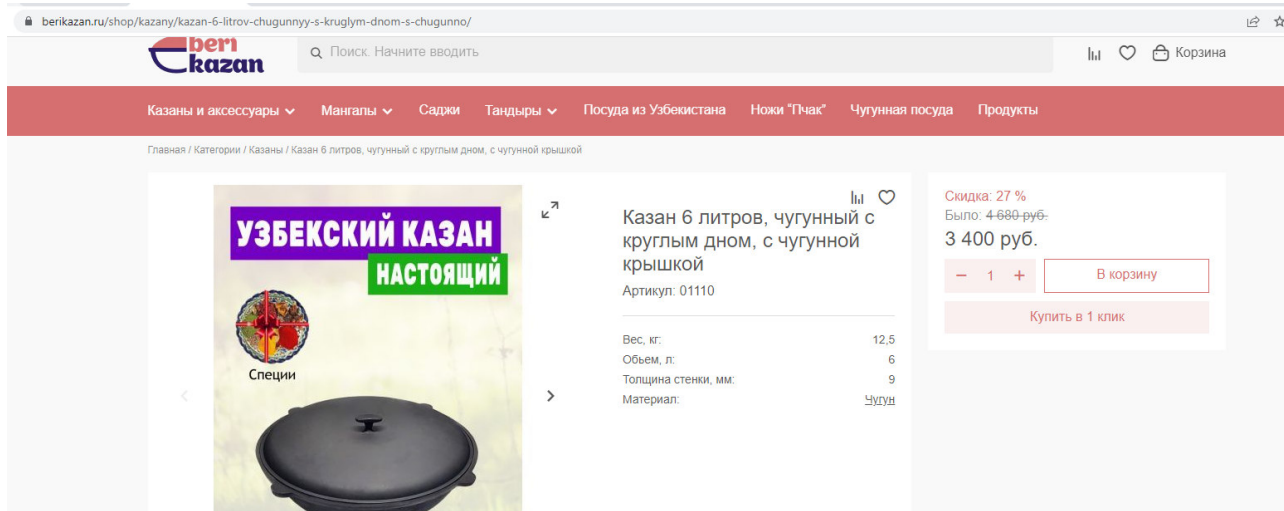 berikazan.ru/shop/kazany/kazan-6-litrov-chugunnyy-s-kruglym-dnom-s-chugunno/
beri
kazan
Поиск. Начните вводить
Корзина
Казаны и аксессуары
Мангалы
Саджи
Тандыры
Посуда из Узбекистана
Ножи “Пчак”
Чугунная посуда
Продукты
Главная / Категории / Казаны / Казан 6 литров, чугунный с круглым дном, с чугунной крышкой
УЗБЕКСКИЙ КАЗАН
НАСТОЯЩИЙ
Специи
Казан 6 литров, чугунный с
круглым дном, с чугунной
крышкой
Артикул: 01110
Вес, кг: 12,5
Объем, л: 6
Толщина стенки, мм: 9
Материал: Чугун
Скидка: 27 %
Было: 4 680 руб.
3 400 руб.
− 1 + В корзину
Купить в 1 клик